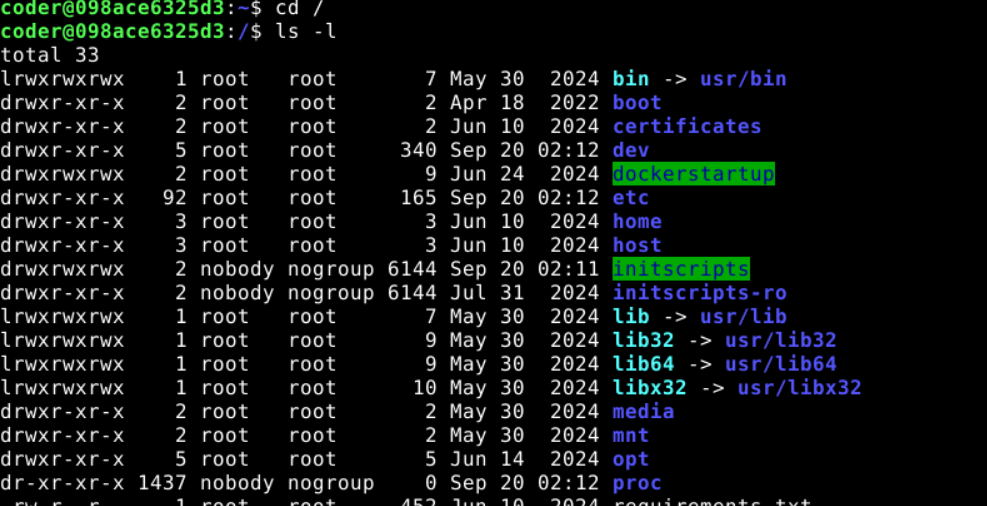 coder@098ace6325d3:~$ cd /
coder@098ace6325d3:/$ ls -l
total 33
lrwxrwxrwx    1 root   root       7 May 30  2024 bin -> usr/bin
drwxr-xr-x    2 root   root       2 Apr 18  2022 boot
drwxr-xr-x    2 root   root       2 Jun 10  2024 certificates
drwxr-xr-x    5 root   root     340 Sep 20 02:12 dev
drwxrwxrwx    2 root   root       9 Jun 24  2024 dockerstartup
drwxr-xr-x   92 root   root     165 Sep 20 02:12 etc
drwxr-xr-x    3 root   root       3 Jun 10  2024 home
drwxr-xr-x    3 root   root       3 Jun 10  2024 host
drwxrwxrwx    2 nobody nogroup 6144 Sep 20 02:11 initscripts
drwxr-xr-x    2 nobody nogroup 6144 Jul 31  2024 initscripts-ro
lrwxrwxrwx    1 root   root       7 May 30  2024 lib -> usr/lib
lrwxrwxrwx    1 root   root       9 May 30  2024 lib32 -> usr/lib32
lrwxrwxrwx    1 root   root       9 May 30  2024 lib64 -> usr/lib64
lrwxrwxrwx    1 root   root      10 May 30  2024 libx32 -> usr/libx32
drwxr-xr-x    2 root   root       2 May 30  2024 media
drwxr-xr-x    2 root   root       2 May 30  2024 mnt
drwxr-xr-x    5 root   root       5 Jun 14  2024 opt
dr-xr-xr-x 1437 nobody nogroup    0 Sep 20 02:12 proc
-rw-r--r--    1 root   root     452 Jun 10  2024 requirements.txt